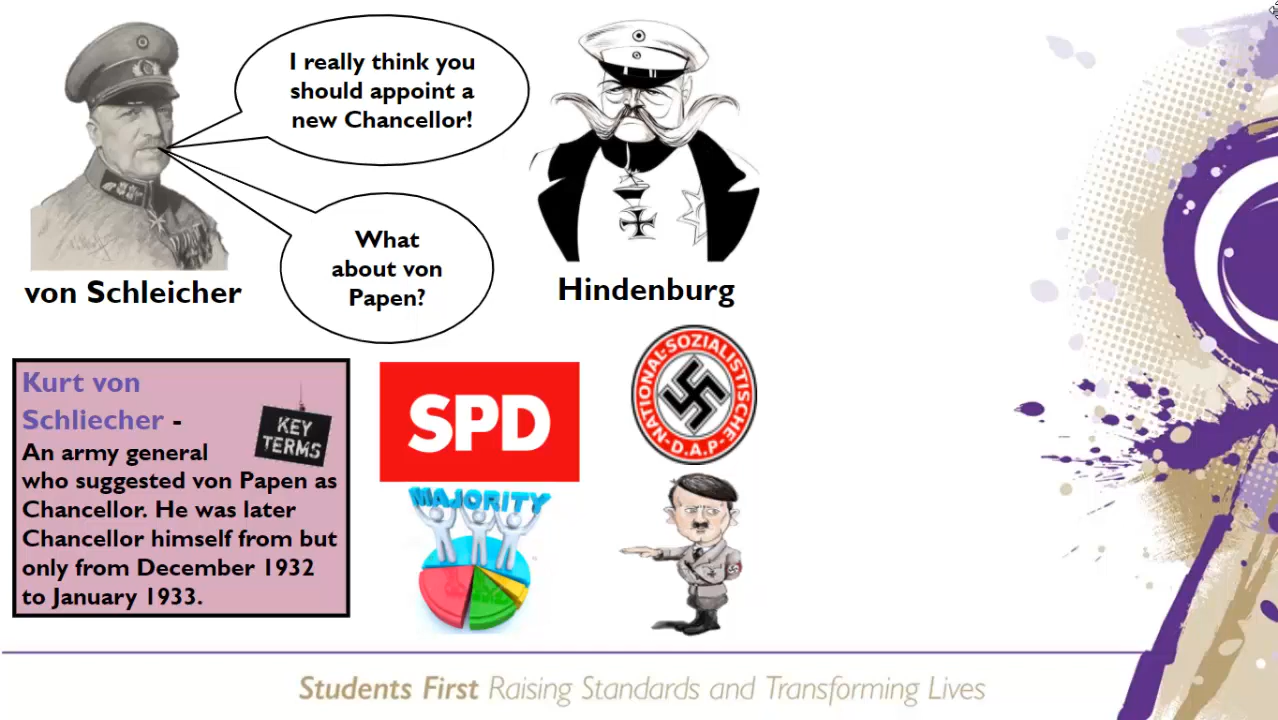 I really think you
should appoint a
new Chancellor!
What
about von
Papen?
von Schleicher
Hindenburg
Kurt von
Schliecher -
An army general
who suggested von Papen as
Chancellor. He was later
Chancellor himself from but
only from December 1932
to January 1933.
KEY
TERMS
SPD
MAJORITY
NATIONAL-SOZIALISTISCHE
D.A.P.
Students First Raising Standards and Transforming Lives